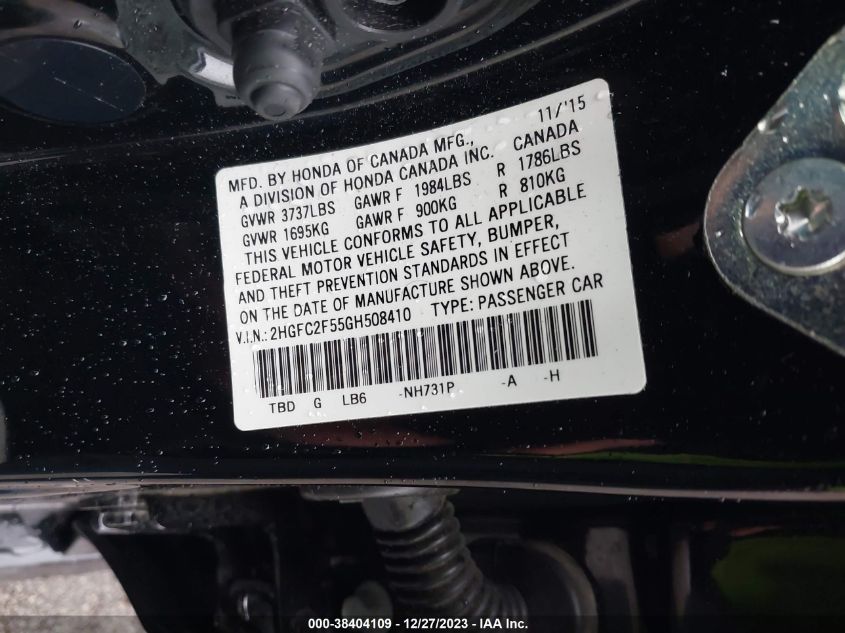 11/'15
MFD. BY HONDA OF CANADA MFG.,
A DIVISION OF HONDA CANADA INC. CANADA
GVWR 3737LBS GAWR F 1984LBS R 1786LBS
GVWR 1695KG GAWR F 900KG R 810KG
THIS VEHICLE CONFORMS TO ALL APPLICABLE
FEDERAL MOTOR VEHICLE SAFETY, BUMPER,
AND THEFT PREVENTION STANDARDS IN EFFECT
ON THE DATE OF MANUFACTURE SHOWN ABOVE.
V.I.N.:2HGFC2F55GH508410 TYPE: PASSENGER CAR
TBD G LB6 -NH731P -A -H
000-38404109 - 12/27/2023 - IAA Inc.